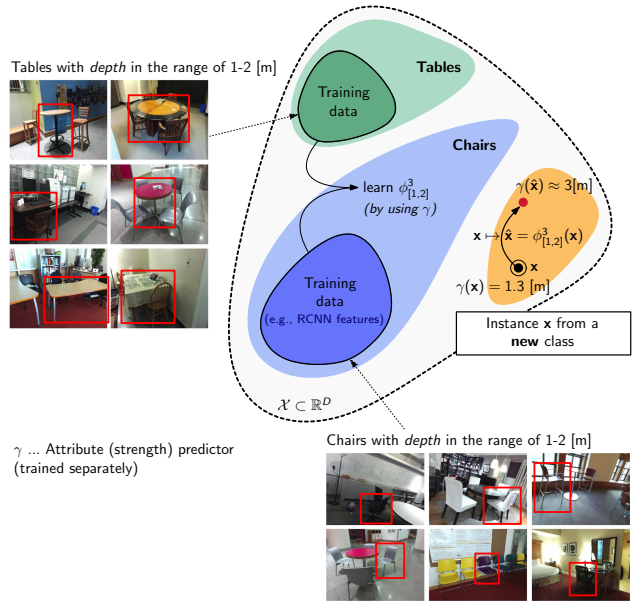 Tables with depth in the range of 1-2 [m]
Tables
Training
data
Chairs
learn ϕ³[1,2]
(by using γ)
γ(x̂) ≈ 3[m]
x ↦ x̂ = ϕ³[1,2](x)
x
γ(x) = 1.3 [m]
Training
data
(e.g., RCNN features)
Instance x from a
new class
𝒳 ⊂ ℝᴰ
γ ... Attribute (strength) predictor
(trained separately)
Chairs with depth in the range of 1-2 [m]